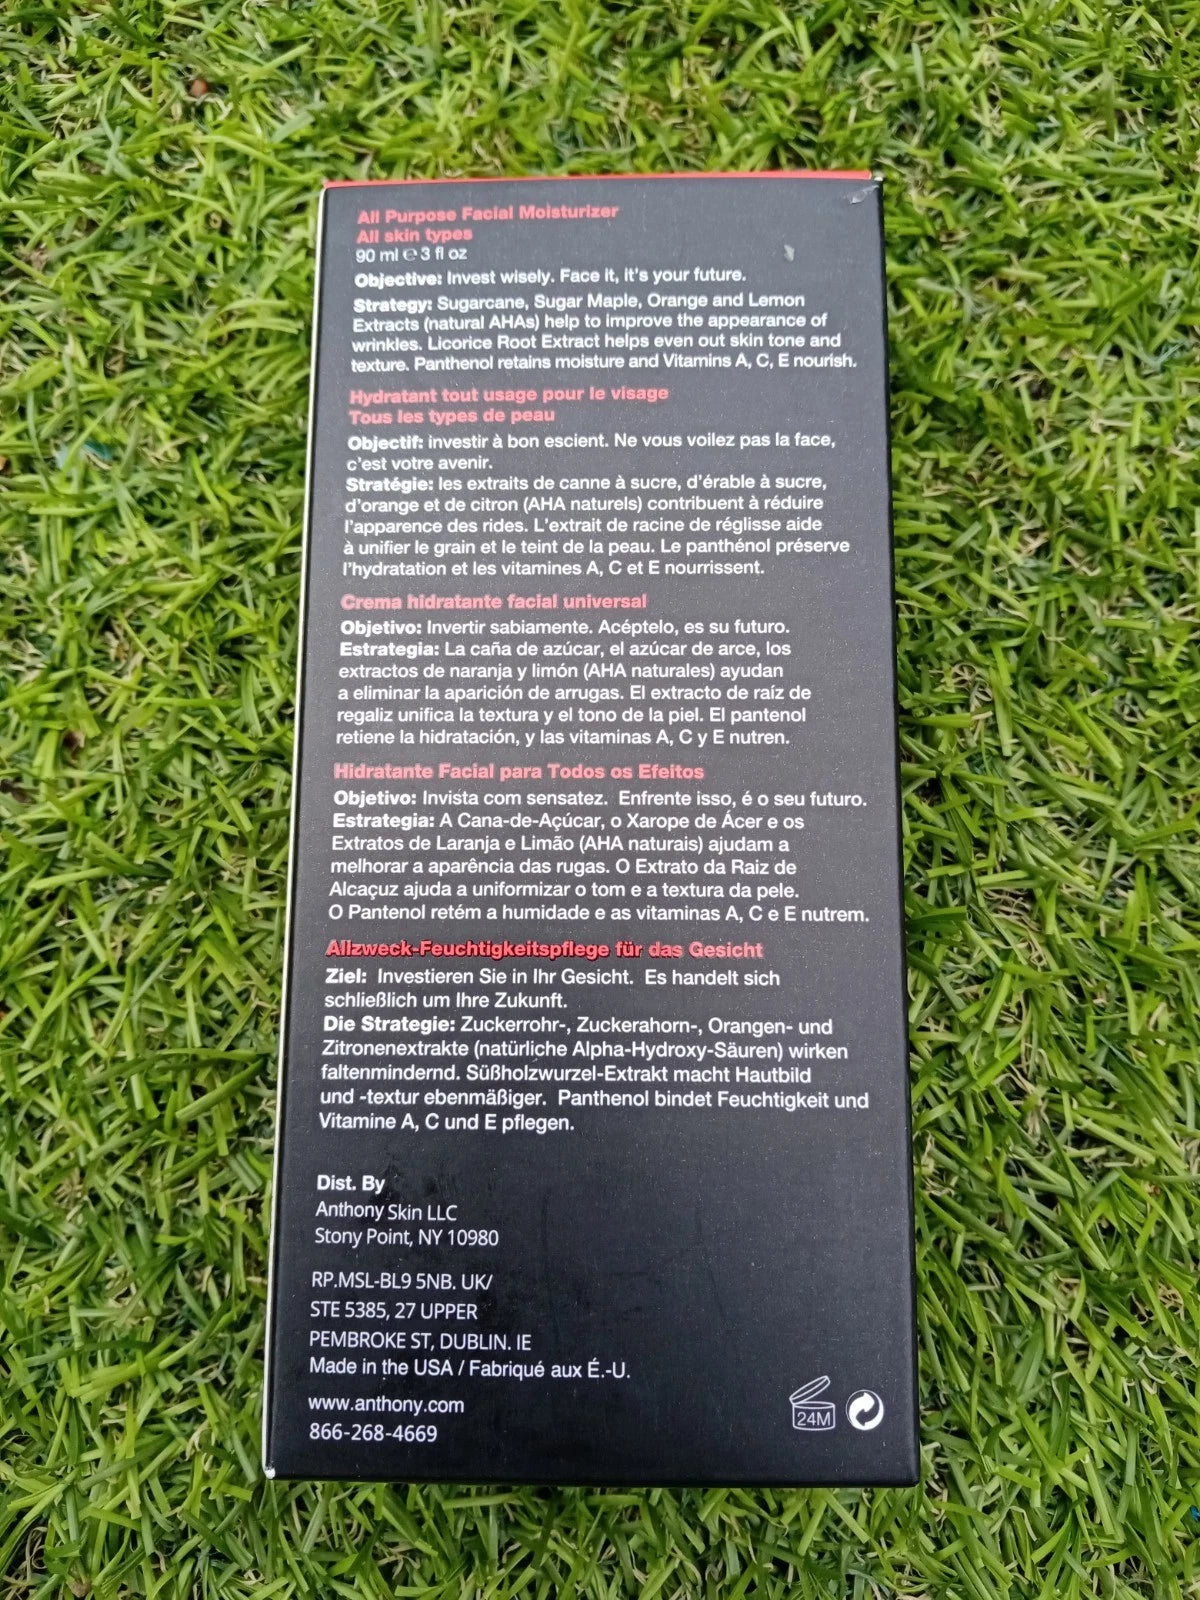 All Purpose Facial Moisturizer
All skin types
90 ml ℮ 3 fl oz
Objective: Invest wisely. Face it, it's your future.
Strategy: Sugarcane, Sugar Maple, Orange and Lemon
Extracts (natural AHAs) help to improve the appearance of
wrinkles. Licorice Root Extract helps even out skin tone and
texture. Panthenol retains moisture and Vitamins A, C, E nourish.
Hydratant tout usage pour le visage
Tous les types de peau
Objectif: investir à bon escient. Ne vous voilez pas la face,
c'est votre avenir.
Stratégie: les extraits de canne à sucre, d'érable à sucre,
d'orange et de citron (AHA naturels) contribuent à réduire
l'apparence des rides. L'extrait de racine de réglisse aide
à unifier le grain et le teint de la peau. Le panthénol préserve
l'hydratation et les vitamines A, C et E nourrissent.
Crema hidratante facial universal
Objetivo: Invertir sabiamente. Acéptelo, es su futuro.
Estrategia: La caña de azúcar, el azúcar de arce, los
extractos de naranja y limón (AHA naturales) ayudan
a eliminar la aparición de arrugas. El extracto de raíz de
regaliz unifica la textura y el tono de la piel. El pantenol
retiene la hidratación, y las vitaminas A, C y E nutren.
Hidratante Facial para Todos os Efeitos
Objetivo: Invista com sensatez. Enfrente isso, é o seu futuro.
Estrategia: A Cana-de-Açúcar, o Xarope de Ácer e os
Extratos de Laranja e Limão (AHA naturais) ajudam a
melhorar a aparência das rugas. O Extrato da Raiz de
Alcaçuz ajuda a uniformizar o tom e a textura da pele.
O Pantenol retém a humidade e as vitaminas A, C e E nutrem.
Allzweck-Feuchtigkeitspflege für das Gesicht
Ziel: Investieren Sie in Ihr Gesicht. Es handelt sich
schließlich um Ihre Zukunft.
Die Strategie: Zuckerrohr-, Zuckerahorn-, Orangen- und
Zitronenextrakte (natürliche Alpha-Hydroxy-Säuren) wirken
faltenmindernd. Süßholzwurzel-Extrakt macht Hautbild
und -textur ebenmäßiger. Panthenol bindet Feuchtigkeit und
Vitamine A, C und E pflegen.
Dist. By
Anthony Skin LLC
Stony Point, NY 10980
RP.MSL-BL9 5NB. UK/
STE 5385, 27 UPPER
PEMBROKE ST, DUBLIN. IE
Made in the USA / Fabriqué aux É.-U.
www.anthony.com
866-268-4669
24M